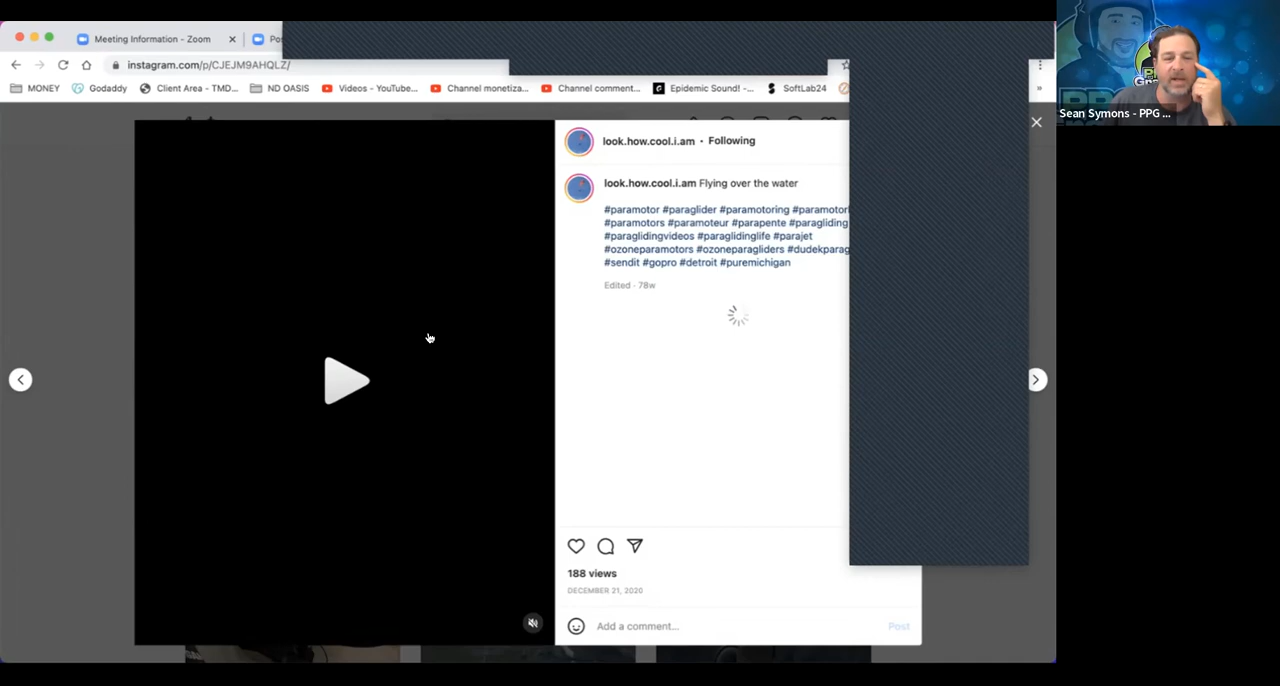 Meeting Information - Zoom
instagram.com/p/CJEJM9AHQLZ/
MONEY
Godaddy
Client Area - TMD...
ND OASIS
Videos - YouTube...
Channel monetiza...
Channel comment...
Epidemic Sound! -...
SoftLab24
Sean Symons - PPG ...
look.how.cool.i.am • Following
look.how.cool.i.am Flying over the water
#paramotor #paraglider #paramotoring
#paramotors #paramoteur #parapente #paragliding
#paraglidingvideos #paraglidinglife #parajet
#ozoneparamotors #ozoneparagliders #dudekparag
#sendit #gopro #detroit #puremichigan
Edited · 78w
188 views
DECEMBER 21, 2020
Add a comment...
Post